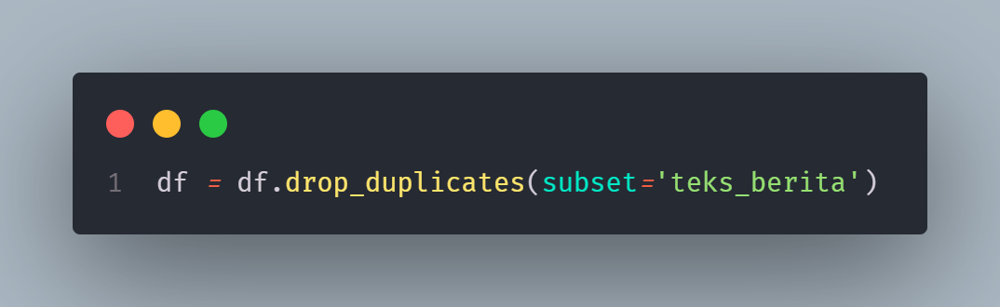 1 df = df.drop_duplicates(subset='teks_berita')